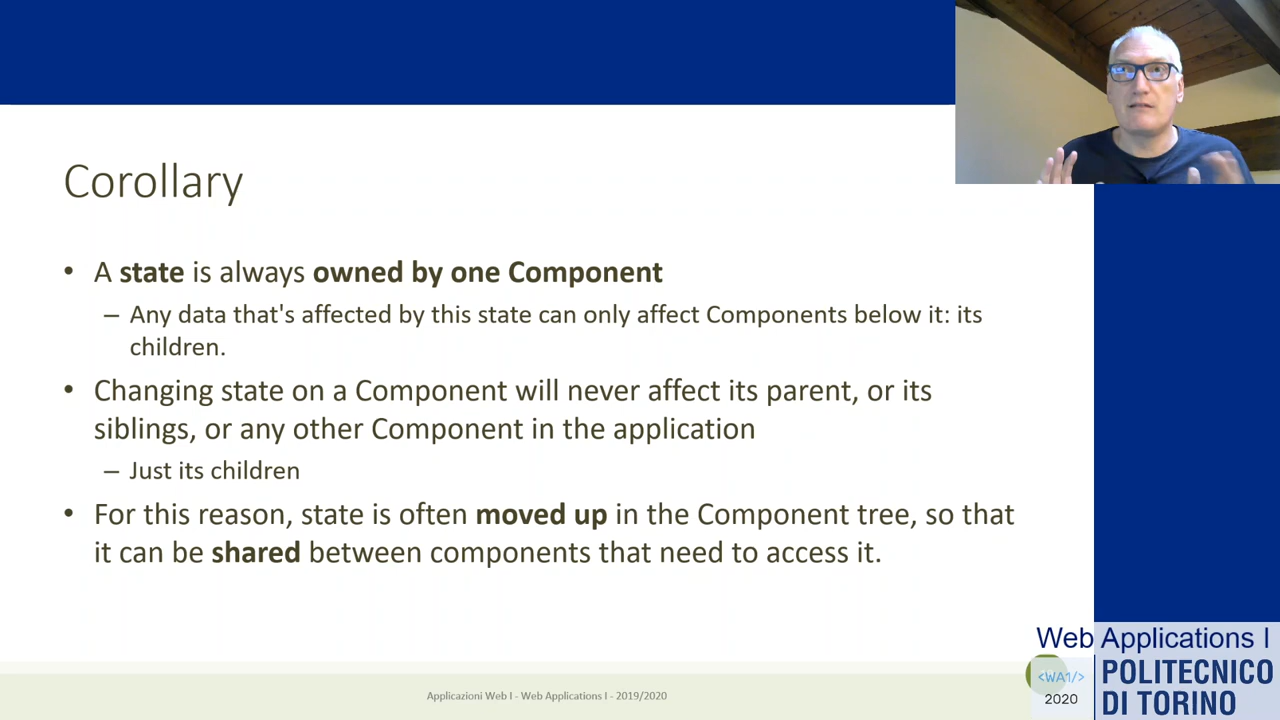 Corollary
• A state is always owned by one Component
– Any data that's affected by this state can only affect Components below it: its
children.
• Changing state on a Component will never affect its parent, or its
siblings, or any other Component in the application
– Just its children
• For this reason, state is often moved up in the Component tree, so that
it can be shared between components that need to access it.
Applicazioni Web I - Web Applications I - 2019/2020
Web Applications I
<WA1/>
2020
POLITECNICO
DI TORINO